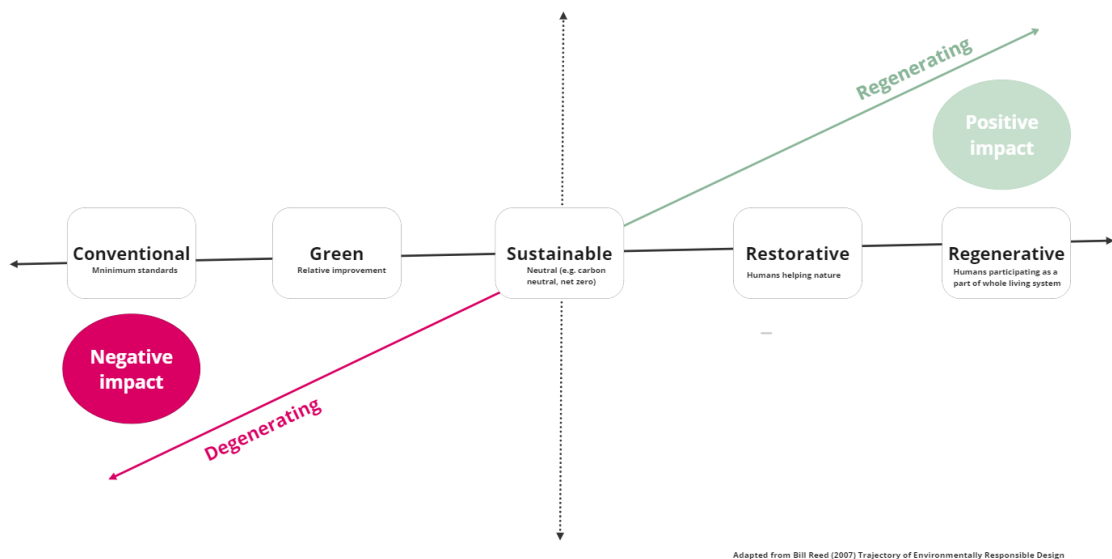 Regenerating
Positive
impact
Conventional
Mninimum standards
Green
Relative improvement
Sustainable
Neutral (e.g. carbon
neutral, net zero)
Restorative
Humans helping nature
Regenerative
Humans participating as a
part of whole living system
Negative
impact
Degenerating
Adapted from Bill Reed (2007) Trajectory of Environmentally Responsible Design